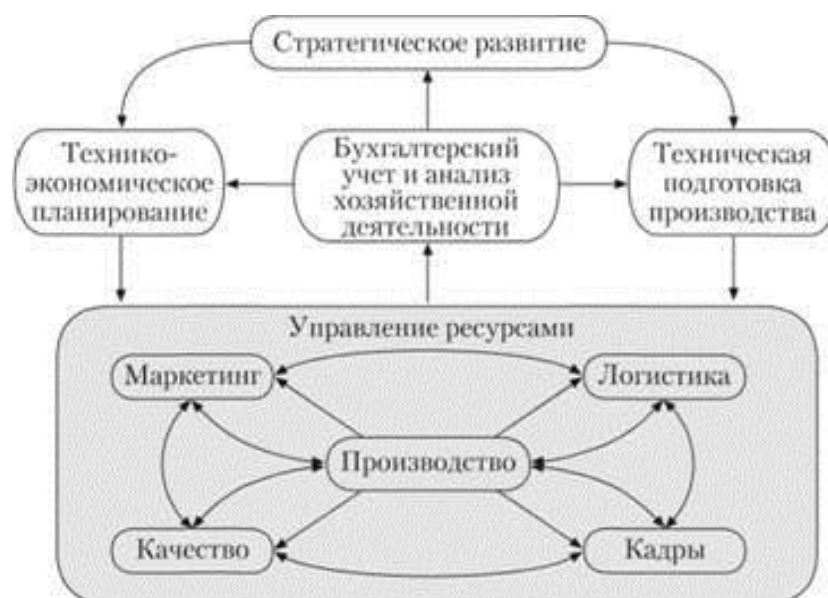 Стратегическое развитие
Технико-
экономическое
планирование
Бухгалтерский
учет и анализ
хозяйственной
деятельности
Техническая
подготовка
производства
Управление ресурсами
Маркетинг
Логистика
Производство
Качество
Кадры